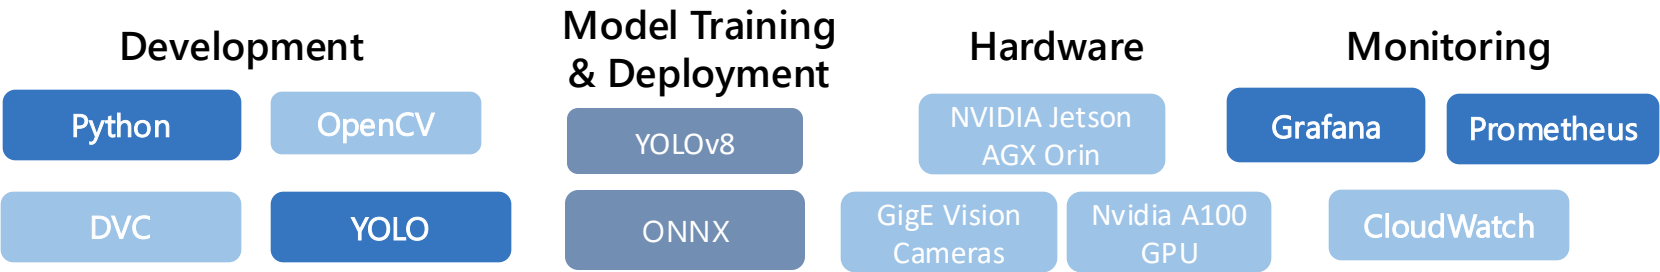 Development
Python
OpenCV
DVC
YOLO
Model Training
& Deployment
YOLOv8
ONNX
Hardware
NVIDIA Jetson
AGX Orin
GigE Vision
Cameras
Nvidia A100
GPU
Monitoring
Grafana
Prometheus
CloudWatch